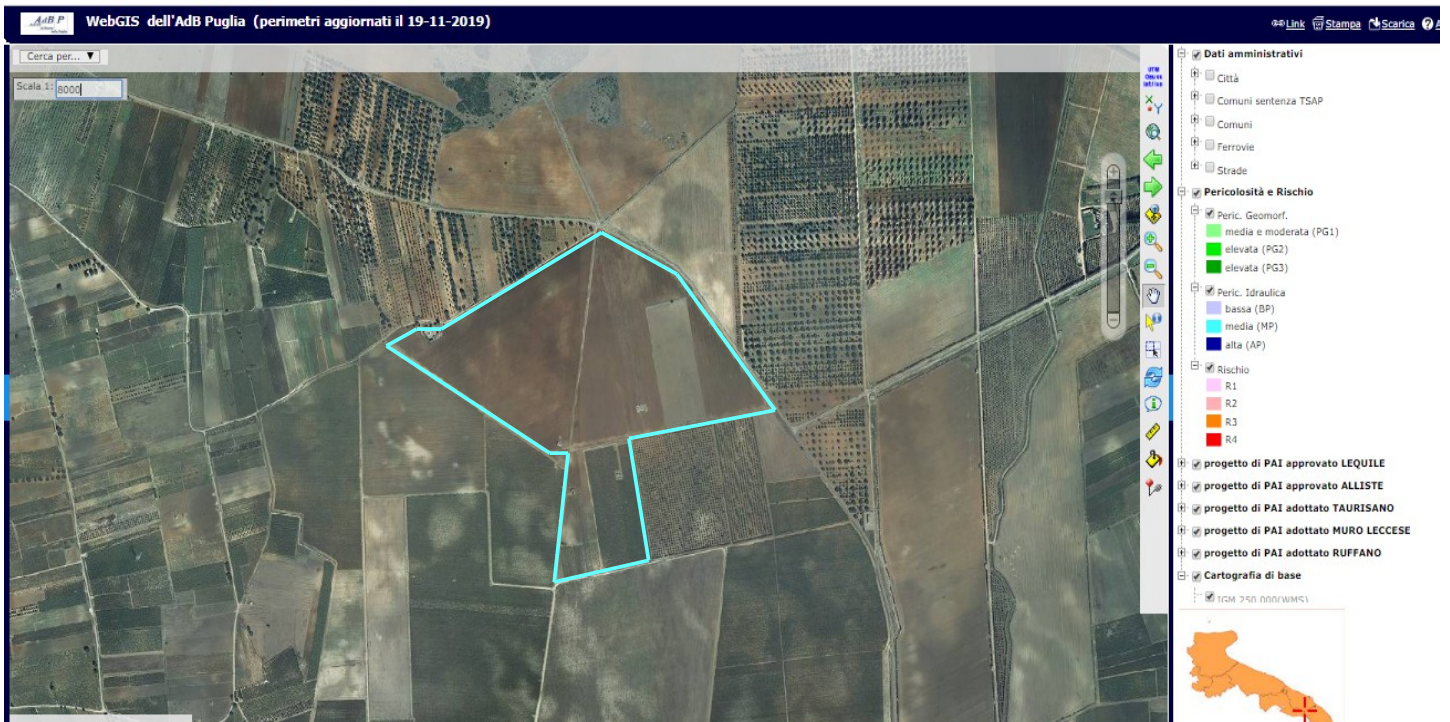 AdB P
WebGIS dell'AdB Puglia (perimetri aggiornati il 19-11-2019)
Link Stampa Scarica
Cerca per... ▼
Scala 1: 8000
UTM
X Y
Dati amministrativi
Città
Comuni sentenza TSAP
Comuni
Ferrovie
Strade
Pericolosità e Rischio
Peric. Geomorf.
media e moderata (PG1)
elevata (PG2)
elevata (PG3)
Peric. Idraulica
bassa (BP)
media (MP)
alta (AP)
Rischio
R1
R2
R3
R4
progetto di PAI approvato LEQUILE
progetto di PAI approvato ALLISTE
progetto di PAI adottato TAURISANO
progetto di PAI adottato MURO LECCESE
progetto di PAI adottato RUFFANO
Cartografia di base
IGM 250.000(WMS)